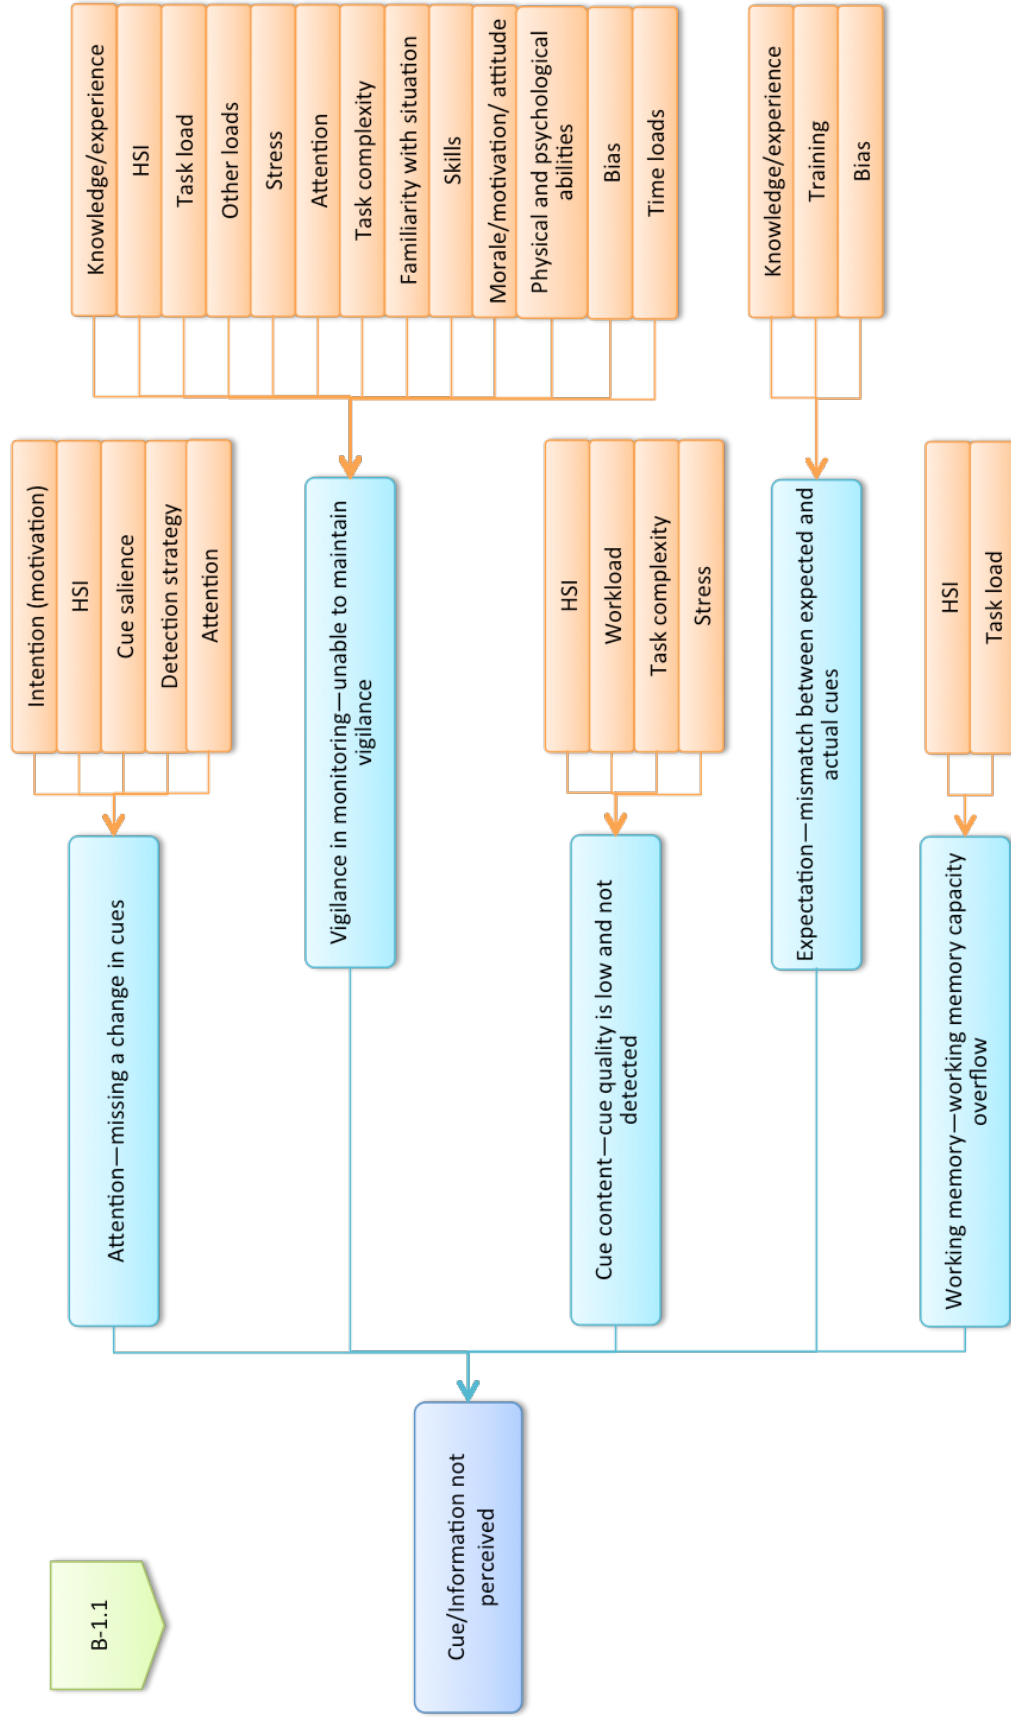 B-1.1
Cue/Information not
perceived
Attention—missing a change in cues
Intention (motivation)
HSI
Cue salience
Detection strategy
Attention
Vigilance in monitoring—unable to maintain
vigilance
Knowledge/experience
HSI
Task load
Other loads
Stress
Attention
Task complexity
Familiarity with situation
Skills
Morale/motivation/ attitude
Physical and psychological
abilities
Bias
Time loads
Cue content—cue quality is low and not
detected
HSI
Workload
Task complexity
Stress
Expectation—mismatch between expected and
actual cues
Knowledge/experience
Training
Bias
Working memory—working memory capacity
overflow
HSI
Task load